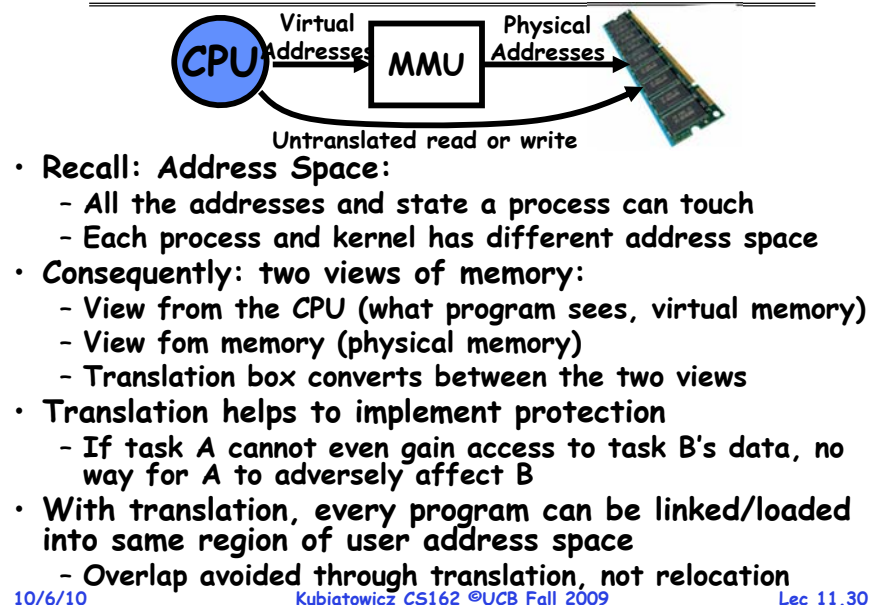 Virtual
Addresses
Physical
Addresses
CPU
MMU
Untranslated read or write
• Recall: Address Space:
– All the addresses and state a process can touch
– Each process and kernel has different address space
• Consequently: two views of memory:
– View from the CPU (what program sees, virtual memory)
– View fom memory (physical memory)
– Translation box converts between the two views
• Translation helps to implement protection
– If task A cannot even gain access to task B’s data, no
way for A to adversely affect B
• With translation, every program can be linked/loaded
into same region of user address space
– Overlap avoided through translation, not relocation
10/6/10 Kubiatowicz CS162 ©UCB Fall 2009 Lec 11.30